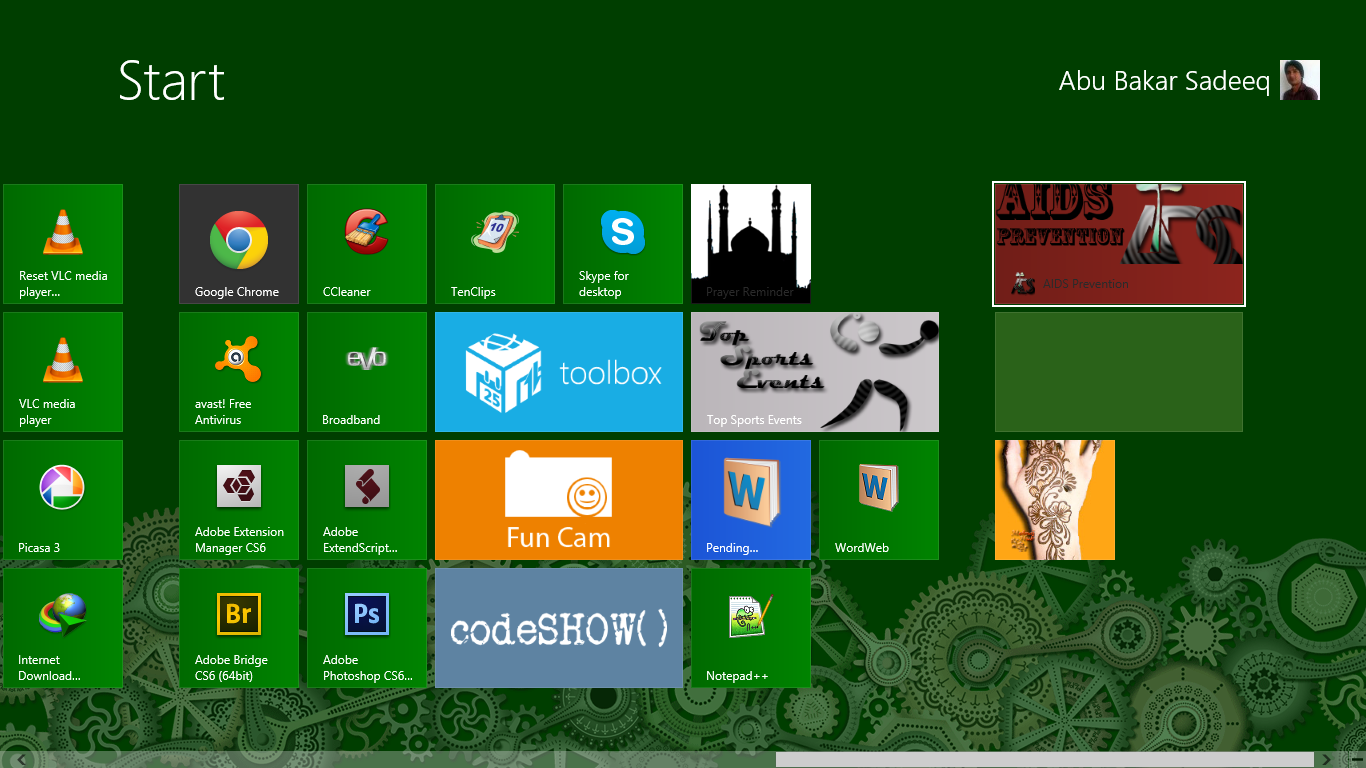 Start
Abu Bakar Sadeeq
Reset VLC media
player...
Google Chrome
CCleaner
10
TenClips
S
Skype for
desktop
Prayer Reminder
AIDS
PREVENTION
AIDS Prevention
VLC media
player
a
avast! Free
Antivirus
evo
Broadband
25
toolbox
Top
Sports
Events
Top Sports Events
Picasa 3
Adobe Extension
Manager CS6
Adobe
ExtendScript...
Fun Cam
W
Pending...
W
WordWeb
Internet
Download...
Br
Adobe Bridge
CS6 (64bit)
Ps
Adobe
Photoshop CS6...
codeSHOW()
Notepad++